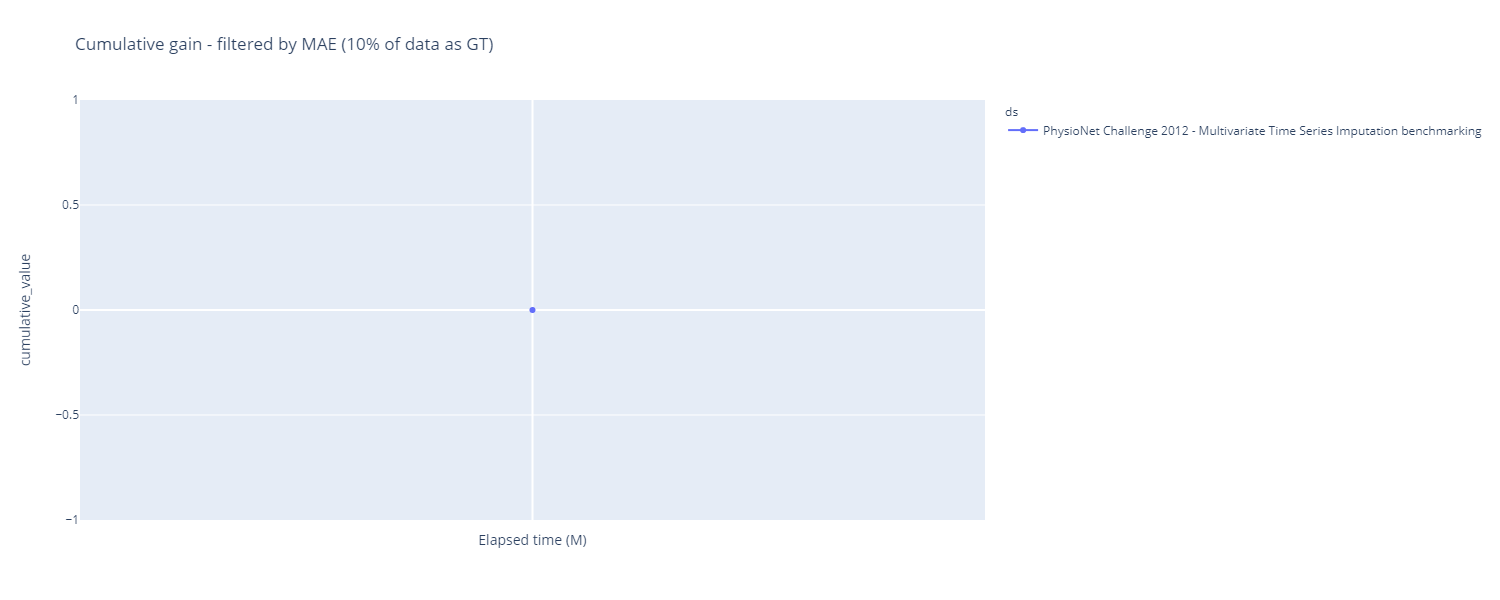 Cumulative gain - filtered by MAE (10% of data as GT)
1
0.5
0
−0.5
−1
cumulative_value
Elapsed time (M)
ds
PhysioNet Challenge 2012 - Multivariate Time Series Imputation benchmarking